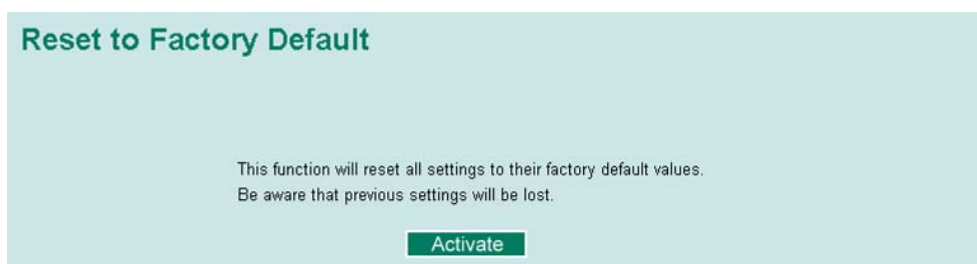 Reset to Factory Default
This function will reset all settings to their factory default values.
Be aware that previous settings will be lost.
Activate